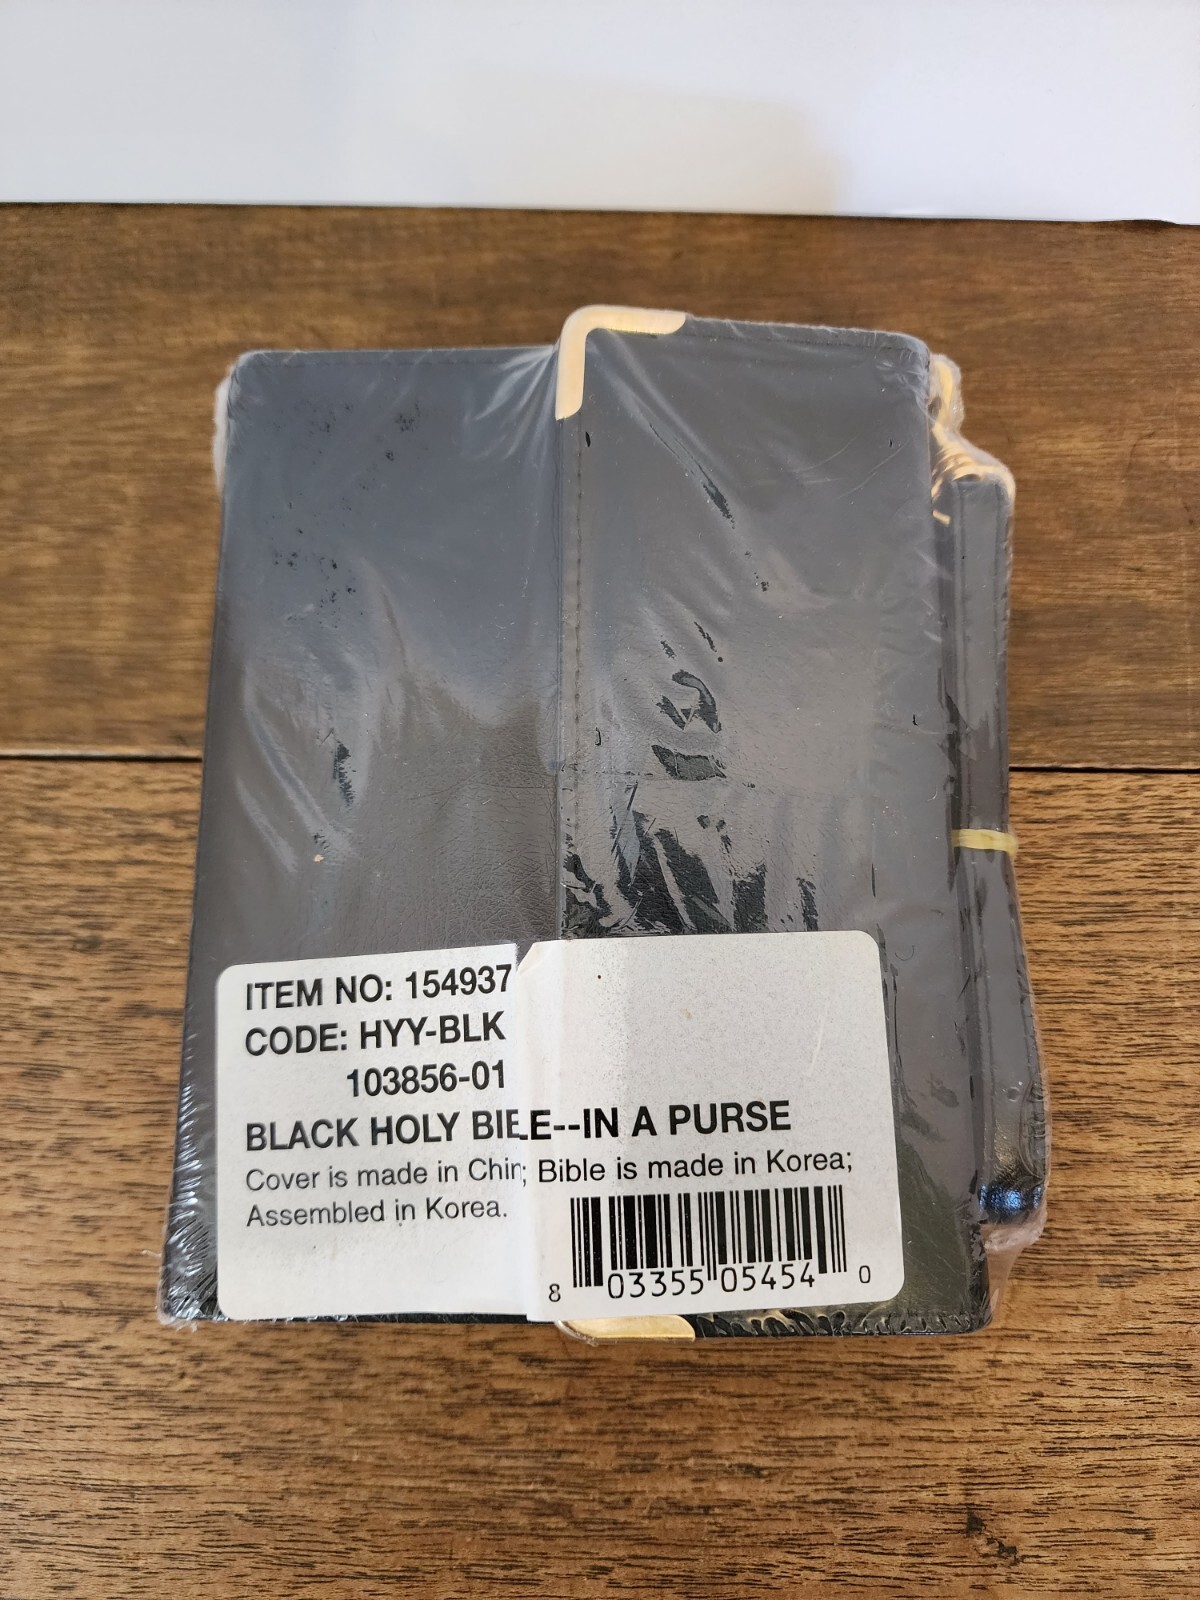 ITEM NO: 154937
CODE: HYY-BLK
103856-01
BLACK HOLY BIBLE--IN A PURSE
Cover is made in Chin; Bible is made in Korea;
Assembled in Korea.
8 03355 05454 0